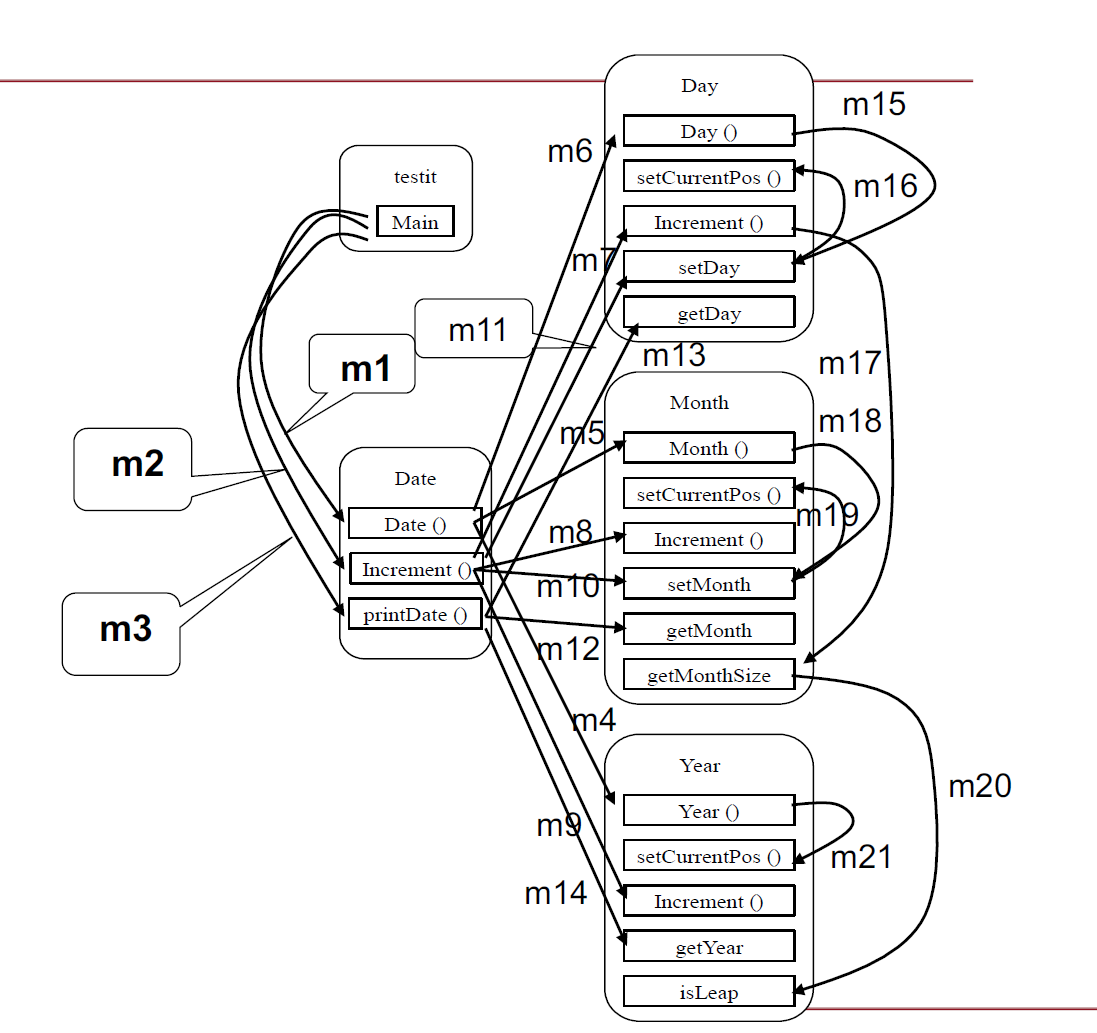 testit
Main
m1
m2
m3
Date
Date ()
Increment ()
printDate ()
m6
m7
m11
m13
m5
m8
m10
m12
m4
m9
m14
Day
Day ()
setCurrentPos ()
Increment ()
setDay
getDay
m15
m16
m17
Month
Month ()
setCurrentPos ()
Increment ()
setMonth
getMonth
getMonthSize
m18
m19
m20
Year
Year ()
setCurrentPos ()
Increment ()
getYear
isLeap
m21